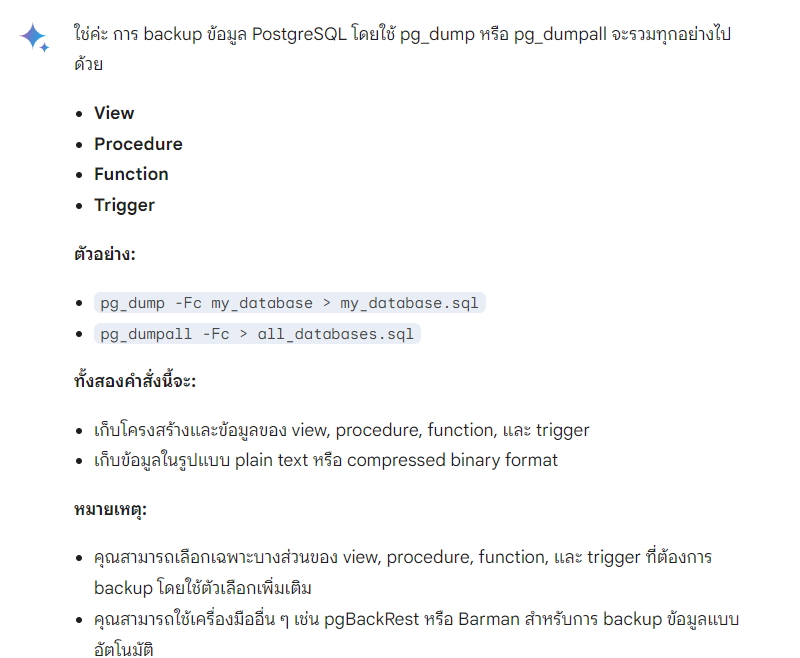 ใช่ค่ะ การ backup ข้อมูล PostgreSQL โดยใช้ pg_dump หรือ pg_dumpall จะรวมทุกอย่างไป
ด้วย
• View
• Procedure
• Function
• Trigger
ตัวอย่าง:
• pg_dump -Fc my_database > my_database.sql
• pg_dumpall -Fc > all_databases.sql
ทั้งสองคำสั่งนี้จะ:
• เก็บโครงสร้างและข้อมูลของ view, procedure, function, และ trigger
• เก็บข้อมูลในรูปแบบ plain text หรือ compressed binary format
หมายเหตุ:
• คุณสามารถเลือกเฉพาะบางส่วนของ view, procedure, function, และ trigger ที่ต้องการ
backup โดยใช้ตัวเลือกเพิ่มเติม
• คุณสามารถใช้เครื่องมืออื่น ๆ เช่น pgBackRest หรือ Barman สำหรับการ backup ข้อมูลแบบ
อัตโนมัติ